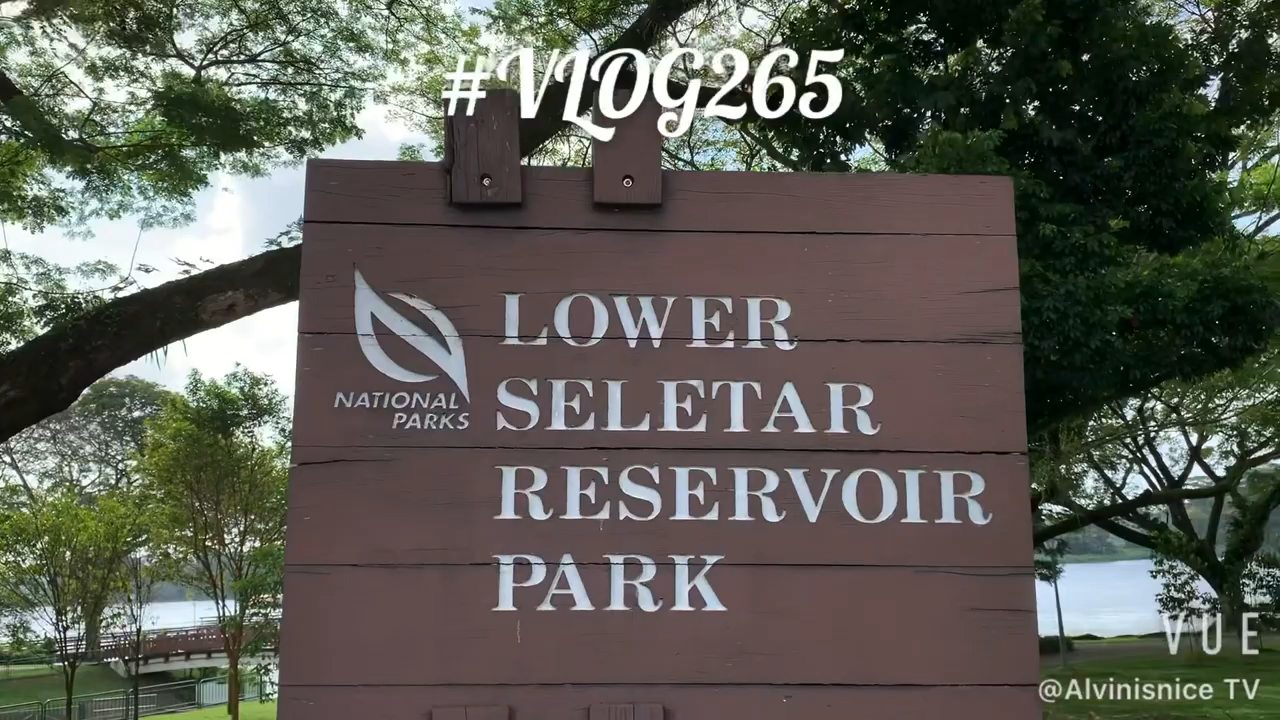 #VLOG265
NATIONAL
PARKS
LOWER
SELETAR
RESERVOIR
PARK
VUE
@Alvinisnice TV